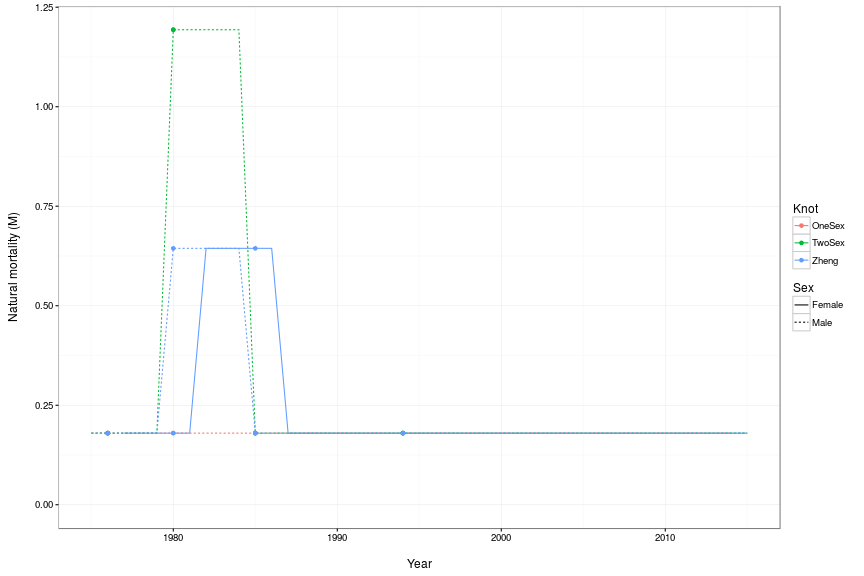 1.25
1.00
0.75
0.50
0.25
0.00
Natural mortality (M)
1980 1990 2000 2010
Year
Knot
OneSex
TwoSex
Zheng
Sex
Female
Male